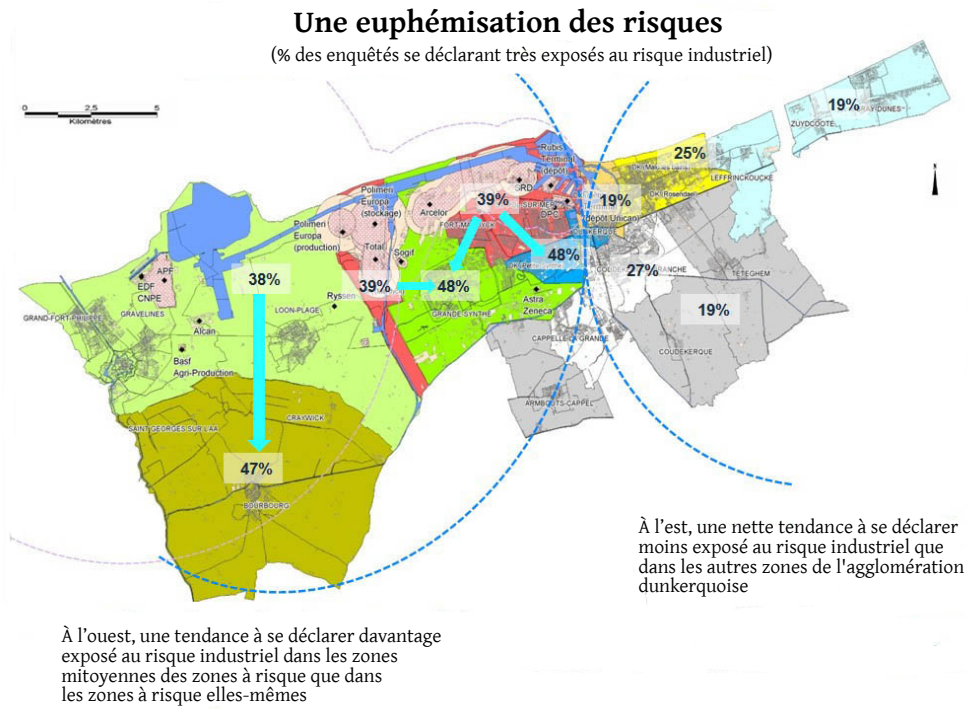 Une euphémisation des risques
(% des enquêtés se déclarant très exposés au risque industriel)
0 2,5 5
Kilomètres
N
19%
ZUYDCOOTE
25%
LEFFRINCKOUCKE
Rubis
Terminal
(dépôt)
SRD
DPC
39%
19%
(dépôt Unican)
Polimeri
Europa
(stockage)
Arcelor
Polimeri
Europa
(production)
Total
Sogif
48%
27%
TETEGHEM
APF
EDF
CNPE
GRAVELINES
38%
39%
48%
Ryssen
LOON-PLAGE
GRANDE-SYNTHE
Astra
Zeneca
19%
GRAND-FORT-PHILIPPE
Alcan
CAPPELLE-LA-GRANDE
COUDEKERQUE
Basf
Agri-Production
ARMBOUTS-CAPPEL
CRAYWICK
SAINT-GEORGES-SUR-L'AA
47%
BOURBOURG
À l'est, une nette tendance à se déclarer
moins exposé au risque industriel que
dans les autres zones de l'agglomération
dunkerquoise
À l'ouest, une tendance à se déclarer davantage
exposé au risque industriel dans les zones
mitoyennes des zones à risque que dans
les zones à risque elles-mêmes